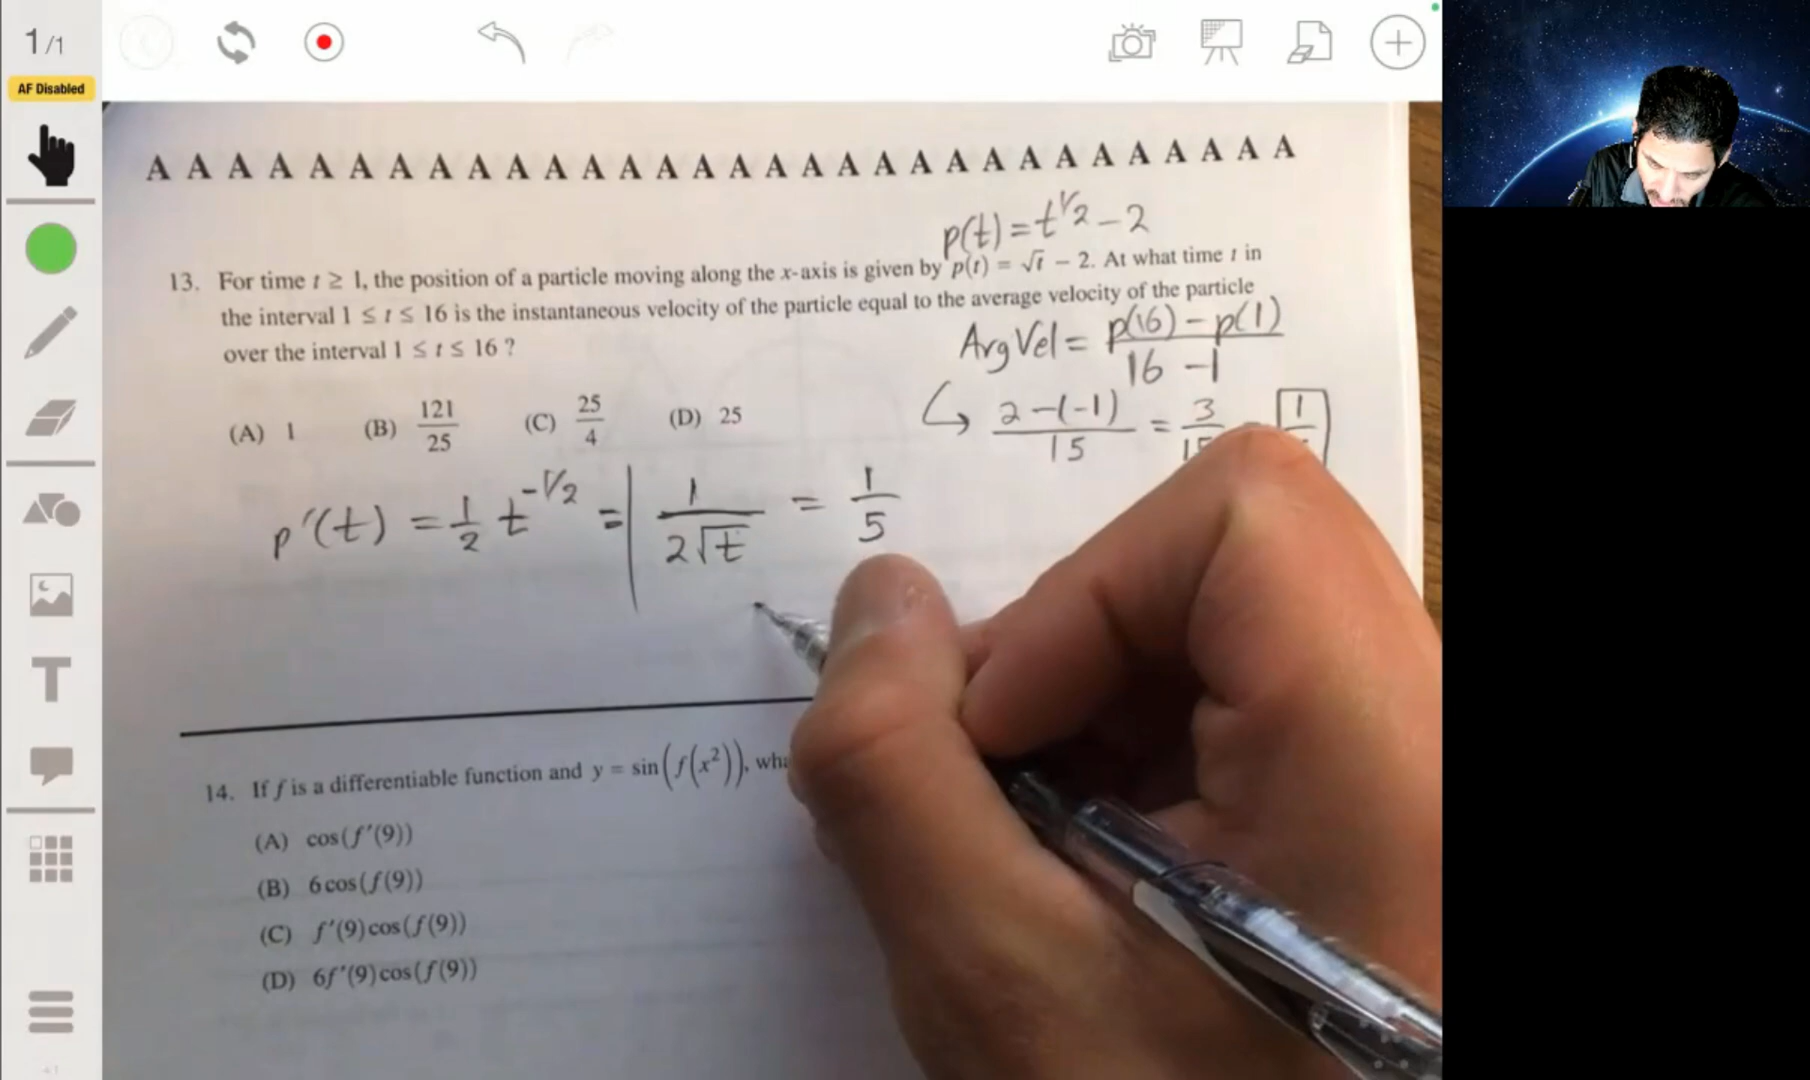 1/1
AF Disabled
A A A A A A A A A A A A A A A A A A A A A A A A A A A A A A
p(t) = t^1/2 - 2
13. For time t ≥ 1, the position of a particle moving along the x-axis is given by p(t) = √t - 2. At what time t in
the interval 1 ≤ t ≤ 16 is the instantaneous velocity of the particle equal to the average velocity of the particle
over the interval 1 ≤ t ≤ 16 ?
Arg Vel = p(16) - p(1) / 16 - 1
(A) 1 (B) 121/25 (C) 25/4 (D) 25
↳ 2-(-1)/15 = 3/15
p'(t) = 1/2 t^-1/2 = 1/2√t = 1/5
14. If f is a differentiable function and y = sin(f(x²)),
(A) cos(f'(9))
(B) 6cos(f(9))
(C) f'(9)cos(f(9))
(D) 6f'(9)cos(f(9))
T